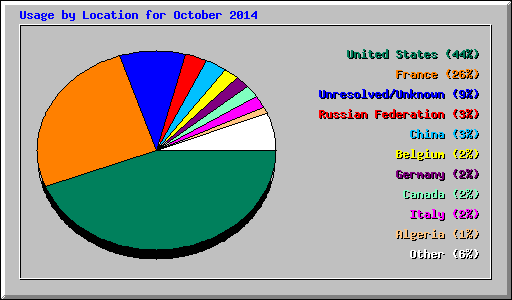 Usage by Location for October 2014
United States (44%)
France (26%)
Unresolved/Unknown (9%)
Russian Federation (3%)
China (3%)
Belgium (2%)
Germany (2%)
Canada (2%)
Italy (2%)
Algeria (1%)
Other (6%)